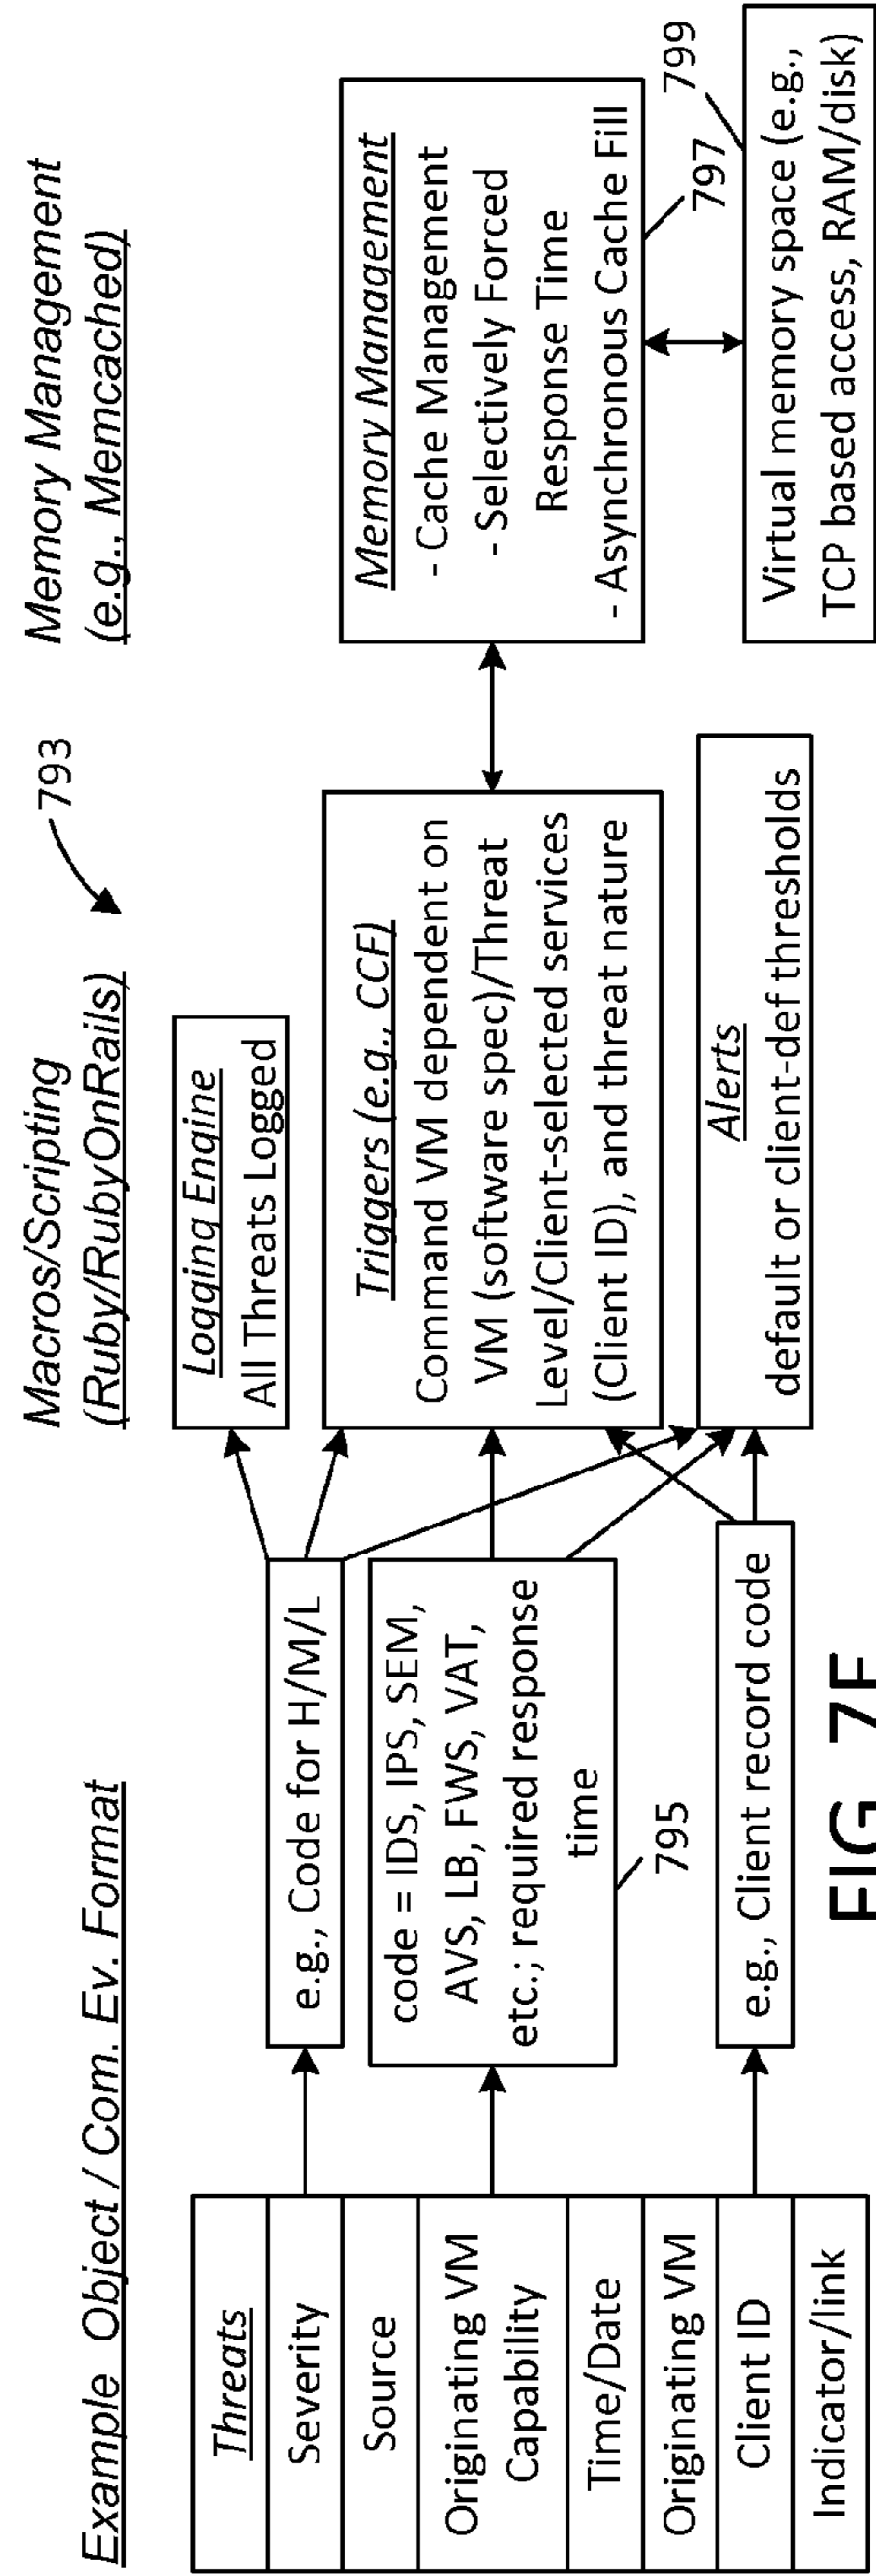 Example Object / Com. Ev. Format
Macros/Scripting
(Ruby/RubyOnRails)
793
Memory Management
(e.g., Memcached)
Threats
Severity
Source
Originating VM
Capability
Time/Date
Originating VM
Client ID
Indicator/link
e.g., Code for H/M/L
code = IDS, IPS, SEM,
AVS, LB, FWS, VAT,
etc.; required response
time
795
e.g., Client record code
Logging Engine
All Threats Logged
Triggers (e.g., CCF)
Command VM dependent on
VM (software spec)/Threat
Level/Client-selected services
(Client ID), and threat nature
Alerts
default or client-def thresholds
Memory Management
- Cache Management
- Selectively Forced
Response Time
- Asynchronous Cache Fill
797
799
Virtual memory space (e.g.,
TCP based access, RAM/disk)